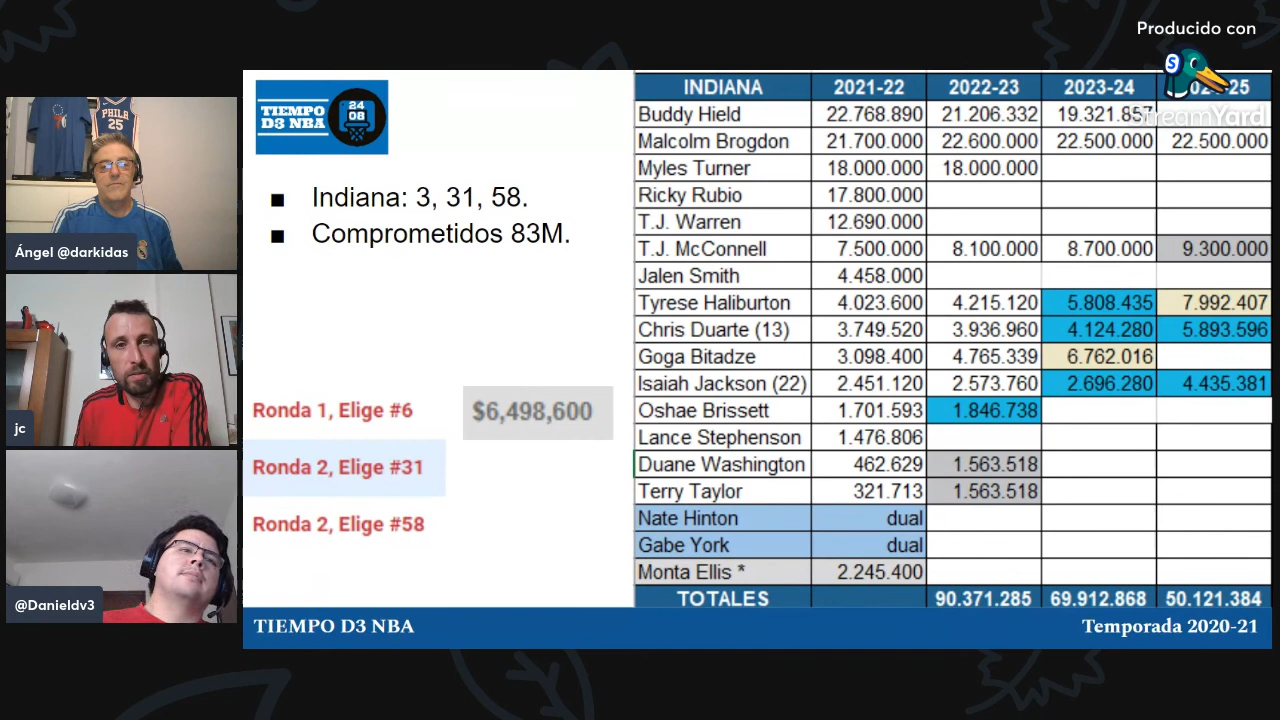 Producido con
S
StreamYard
PHILA
25
Ángel @darkidas
jc
@Danieldv3
TIEMPO
D3 NBA
24
08
■ Indiana: 3, 31, 58.
■ Comprometidos 83M.
Ronda 1, Elige #6 $6,498,600
Ronda 2, Elige #31
Ronda 2, Elige #58
INDIANA 2021-22 2022-23 2023-24
Buddy Hield 22.768.890 21.206.332 19.321.857
Malcolm Brogdon 21.700.000 22.600.000 22.500.000 22.500.000
Myles Turner 18.000.000 18.000.000
Ricky Rubio 17.800.000
T.J. Warren 12.690.000
T.J. McConnell 7.500.000 8.100.000 8.700.000 9.300.000
Jalen Smith 4.458.000
Tyrese Haliburton 4.023.600 4.215.120 5.808.435 7.992.407
Chris Duarte (13) 3.749.520 3.936.960 4.124.280 5.893.596
Goga Bitadze 3.098.400 4.765.339 6.762.016
Isaiah Jackson (22) 2.451.120 2.573.760 2.696.280 4.435.381
Oshae Brissett 1.701.593 1.846.738
Lance Stephenson 1.476.806
Duane Washington 462.629 1.563.518
Terry Taylor 321.713 1.563.518
Nate Hinton dual
Gabe York dual
Monta Ellis * 2.245.400
TOTALES 90.371.285 69.912.868 50.121.384
TIEMPO D3 NBA Temporada 2020-21